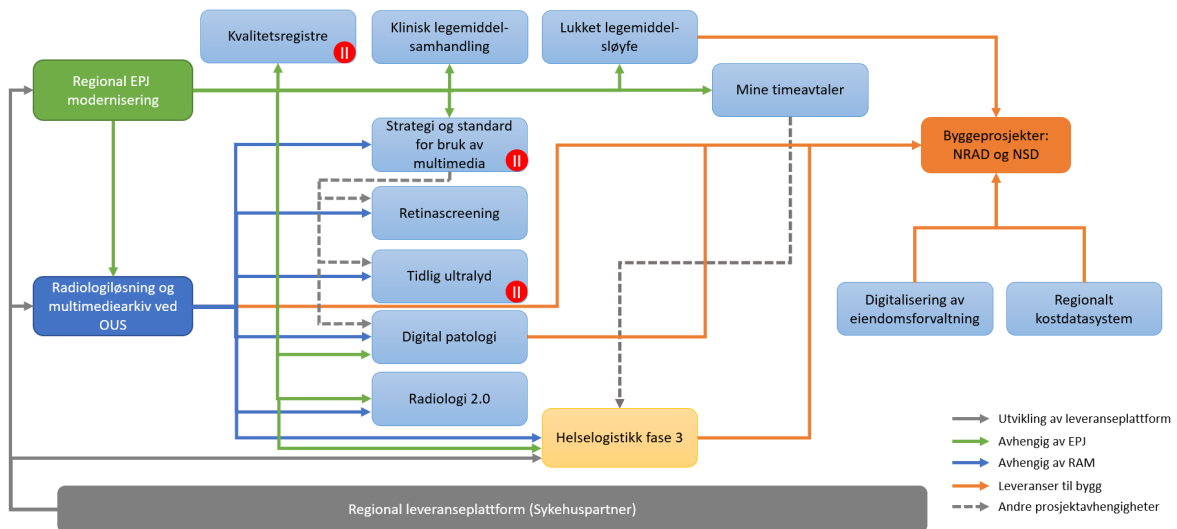 Kvalitetsregistre
Klinisk legemiddel-
samhandling
Lukket legemiddel-
sløyfe
Regional EPJ
modernisering
Mine timeavtaler
Strategi og standard
for bruk av
multimedia
Byggeprosjekter:
NRAD og NSD
Retinascreening
Radiologiløsning og
multimediearkiv ved
OUS
Tidlig ultralyd
Digitalisering av
eiendomsforvaltning
Regionalt
kostdatasystem
Digital patologi
Radiologi 2.0
Helselogistikk fase 3
Utvikling av leveranseplattform
Avhengig av EPJ
Avhengig av RAM
Leveranser til bygg
Andre prosjektavhengigheter
Regional leveranseplattform (Sykehuspartner)